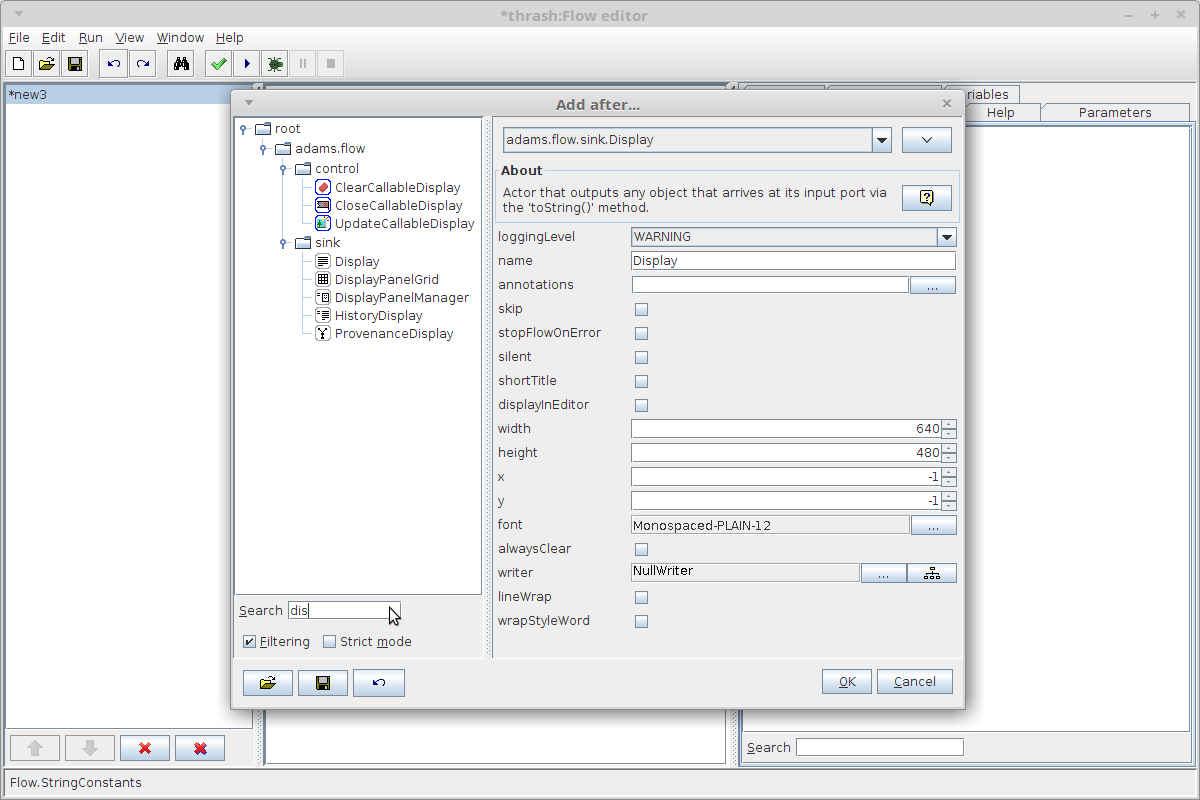 *thrash:Flow editor
File Edit Run View Window Help
*new3
riables
Help Parameters
Add after...
root
adams.flow
control
ClearCallableDisplay
CloseCallableDisplay
UpdateCallableDisplay
sink
Display
DisplayPanelGrid
DisplayPanelManager
HistoryDisplay
ProvenanceDisplay
Search dis
Filtering Strict mode
adams.flow.sink.Display
About
Actor that outputs any object that arrives at its input port via
the 'toString()' method.
loggingLevel WARNING
name Display
annotations ...
skip
stopFlowOnError
silent
shortTitle
displayInEditor
width 640
height 480
x -1
y -1
font Monospaced-PLAIN-12 ...
alwaysClear
writer NullWriter ...
lineWrap
wrapStyleWord
OK Cancel
Search
Flow.StringConstants